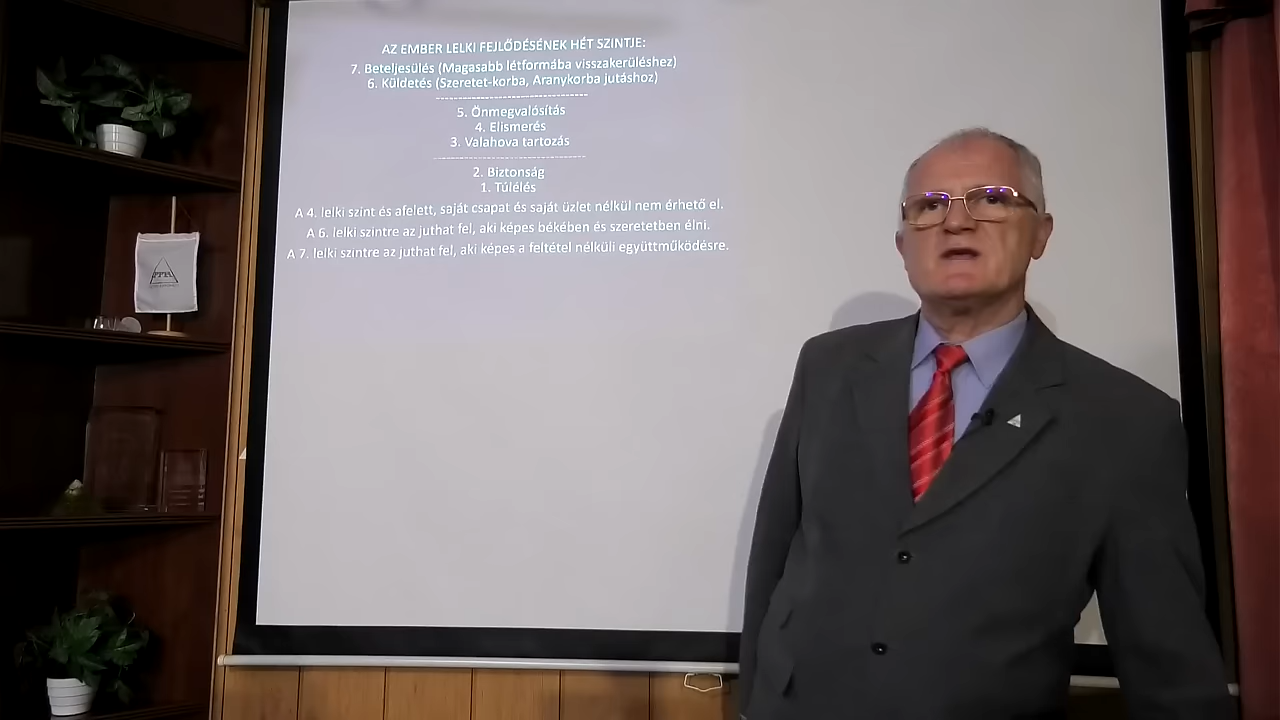 AZ EMBER LELKI FEJLŐDÉSÉNEK HÉT SZINTJE:
7. Beteljesülés (Magasabb létformába visszakerüléshez)
6. Küldetés (Szeretet-korba, Aranykorba jutáshoz)
--------------------------------
5. Önmegvalósítás
4. Elismerés
3. Valahova tartozás
--------------------------------
2. Biztonság
1. Túlélés
A 4. lelki szint és afelett, saját csapat és saját üzlet nélkül nem érhető el.
A 6. lelki szintre az juthat fel, aki képes békében és szeretetben élni.
A 7. lelki szintre az juthat fel, aki képes a feltétel nélküli együttműködésre.